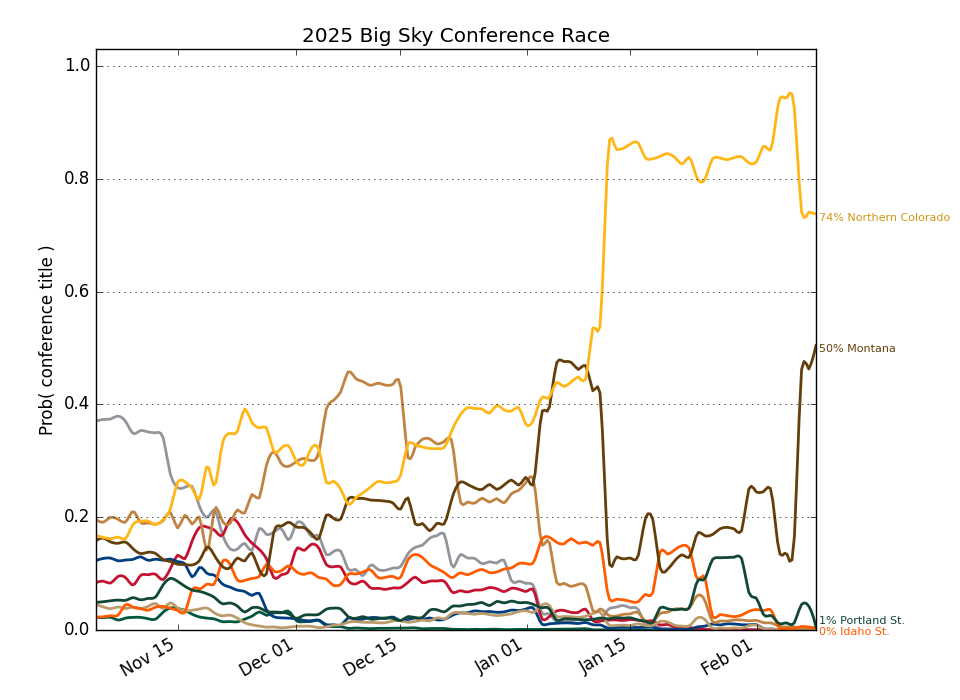 2025 Big Sky Conference Race
Prob( conference title )
1.0
0.8
0.6
0.4
0.2
0.0
74% Northern Colorado
50% Montana
1% Portland St.
0% Idaho St.
Nov 15
Dec 01
Dec 15
Jan 01
Jan 15
Feb 01